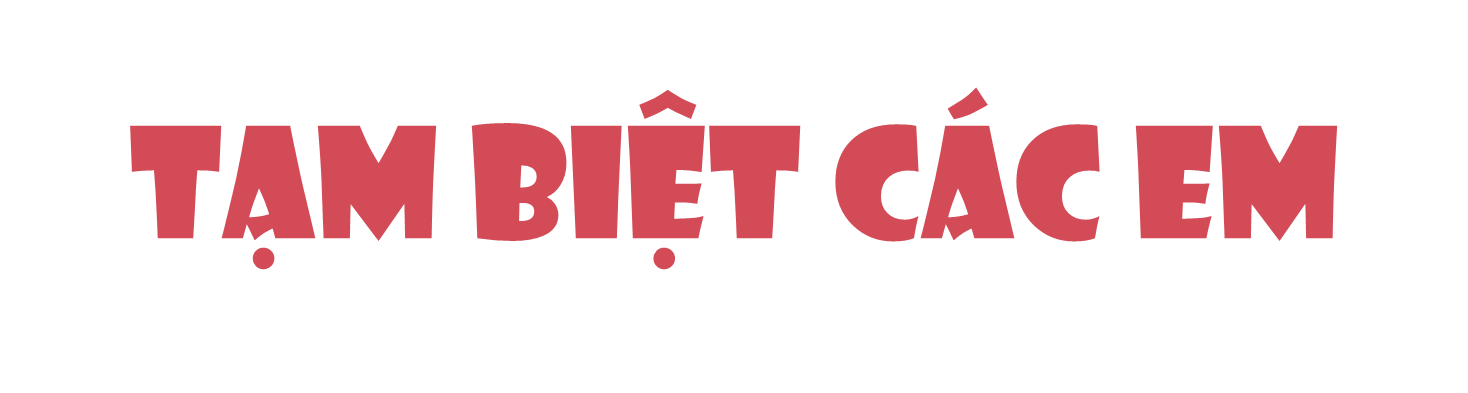 TẠM BIỆT CÁC EM